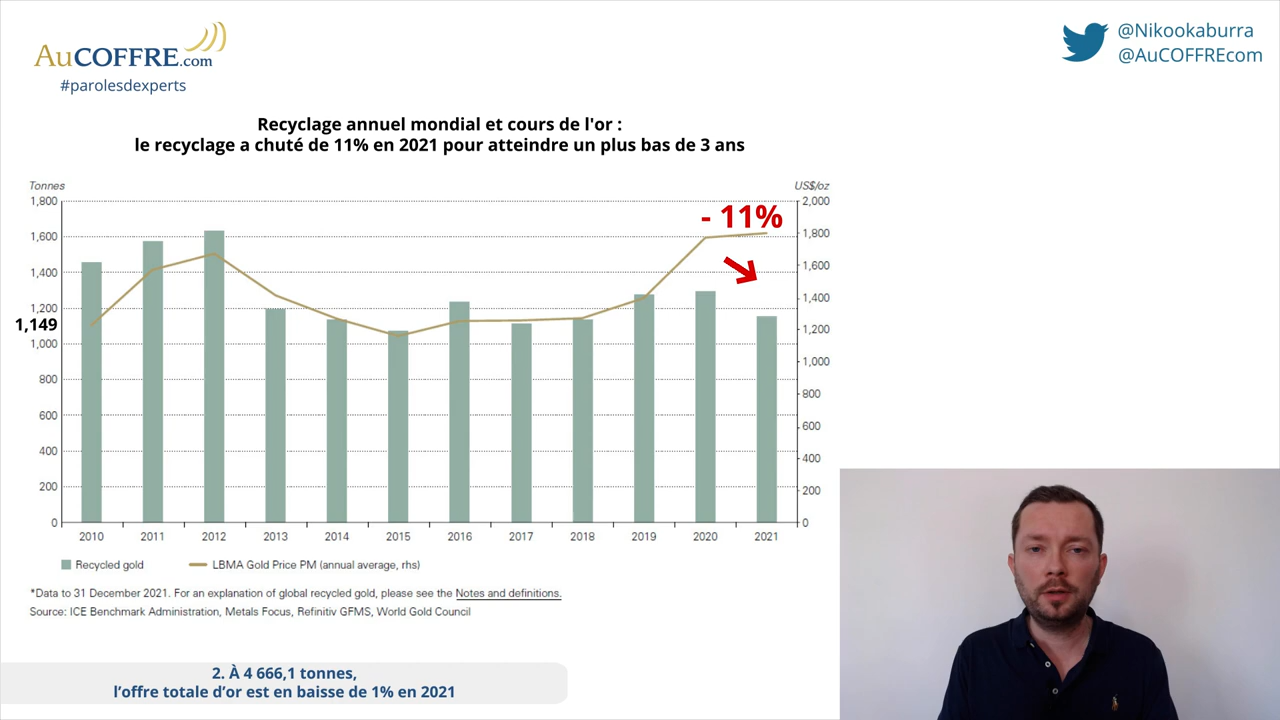 AuCOFFRE.com
#parolesdexperts
@Nikookaburra
@AuCOFFREcom
Recyclage annuel mondial et cours de l'or :
le recyclage a chuté de 11% en 2021 pour atteindre un plus bas de 3 ans
Tonnes
US$/oz
1,800
1,600
1,400
1,200
1,149
1,000
800
600
400
200
0
2,000
1,800
1,600
1,400
1,200
1,000
800
600
400
200
0
- 11%
2010 2011 2012 2013 2014 2015 2016 2017 2018 2019 2020 2021
Recycled gold LBMA Gold Price PM (annual average, rhs)
*Data to 31 December 2021. For an explanation of global recycled gold, please see the Notes and definitions.
Source: ICE Benchmark Administration, Metals Focus, Refinitiv GFMS, World Gold Council
2. À 4 666,1 tonnes,
l’offre totale d’or est en baisse de 1% en 2021